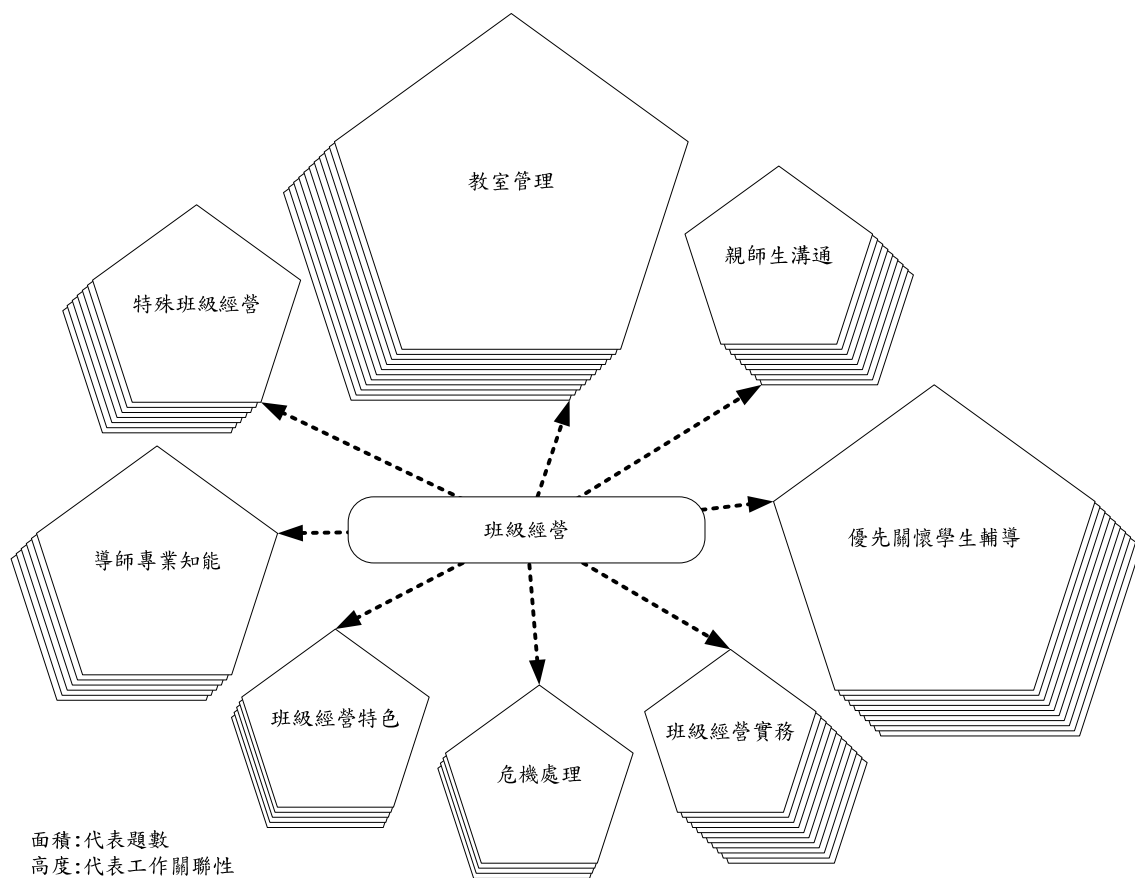 教室管理
親師生溝通
特殊班級經營
班級經營
優先關懷學生輔導
導師專業知能
班級經營特色
班級經營實務
危機處理
面積:代表題數
高度:代表工作關聯性